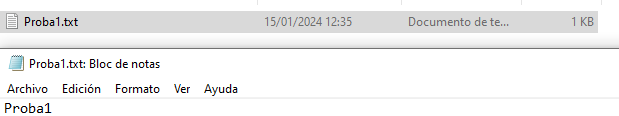 Proba1.txt 15/01/2024 12:35 Documento de te... 1 KB
Proba1.txt: Bloc de notas
Archivo Edición Formato Ver Ayuda
Proba1